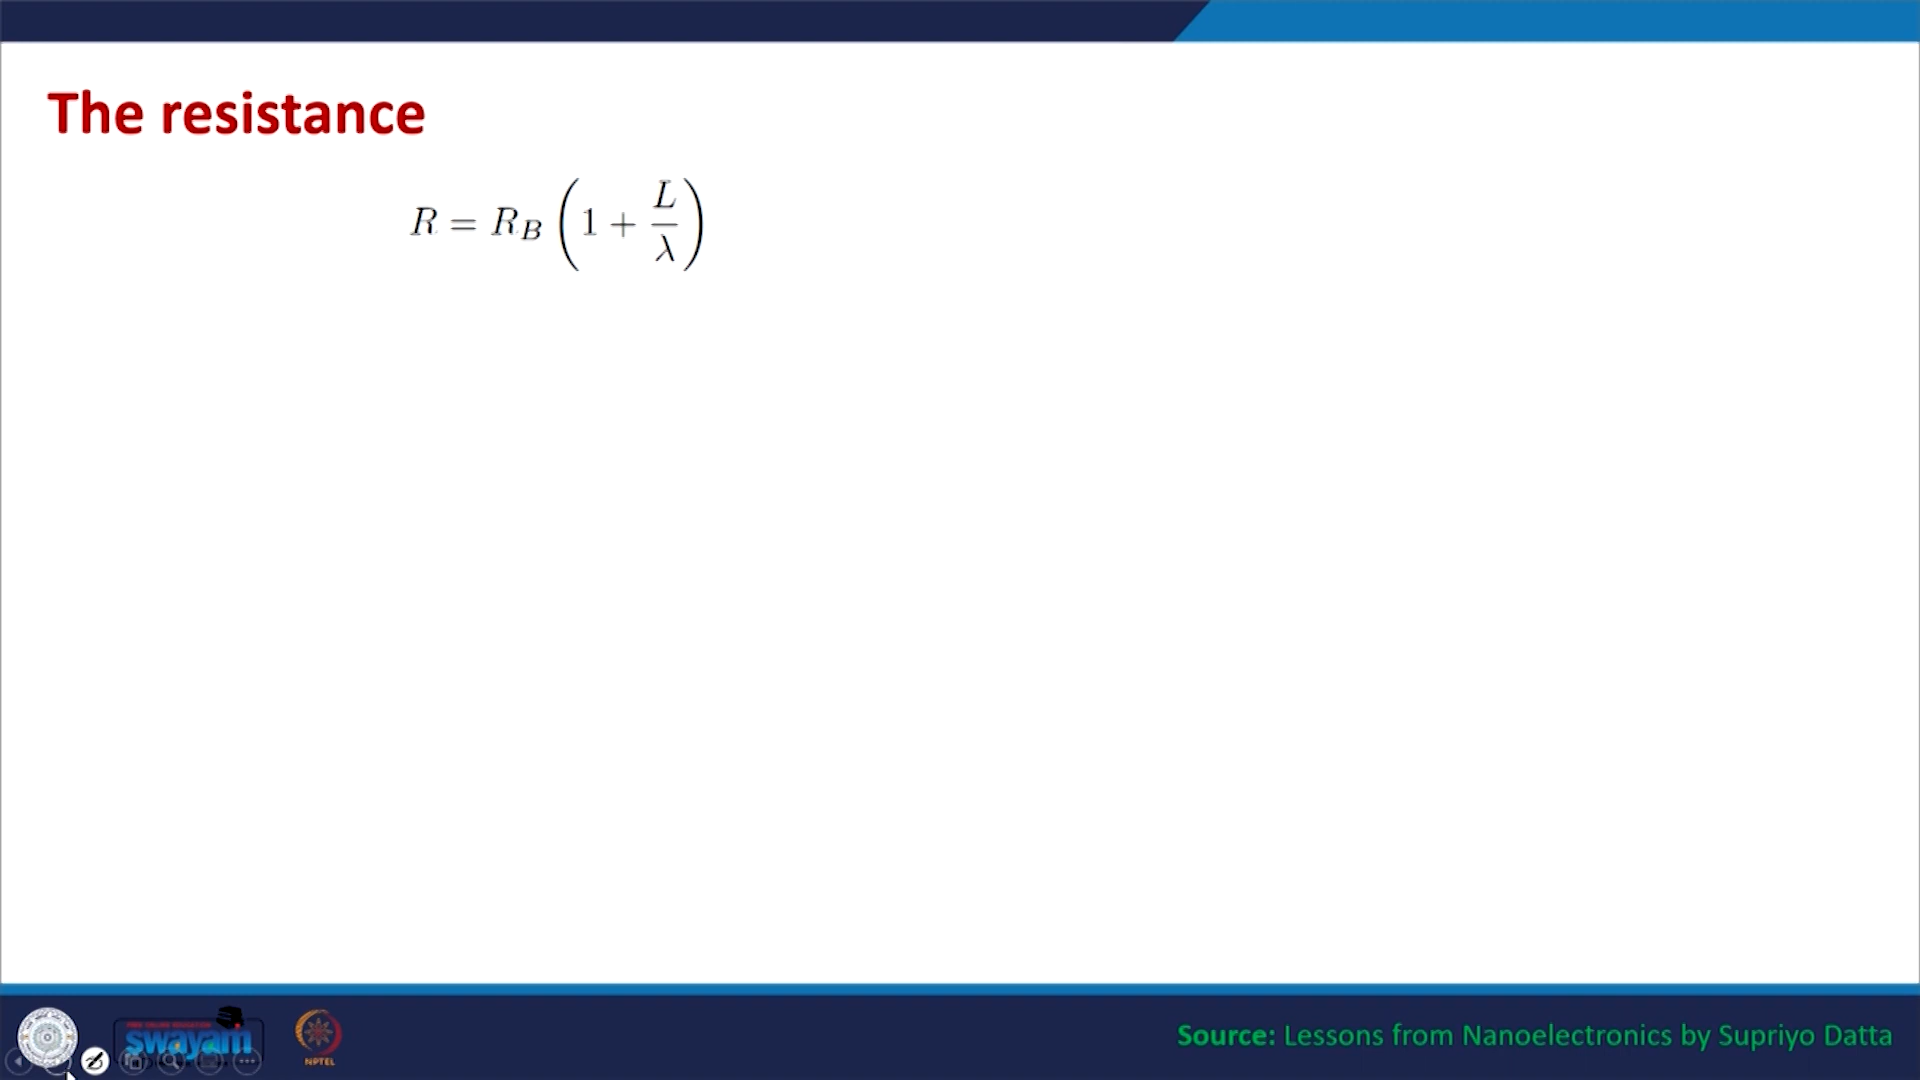 The resistance
R = R_B (1 + L/λ)
swayam
NPTEL
Source: Lessons from Nanoelectronics by Supriyo Datta